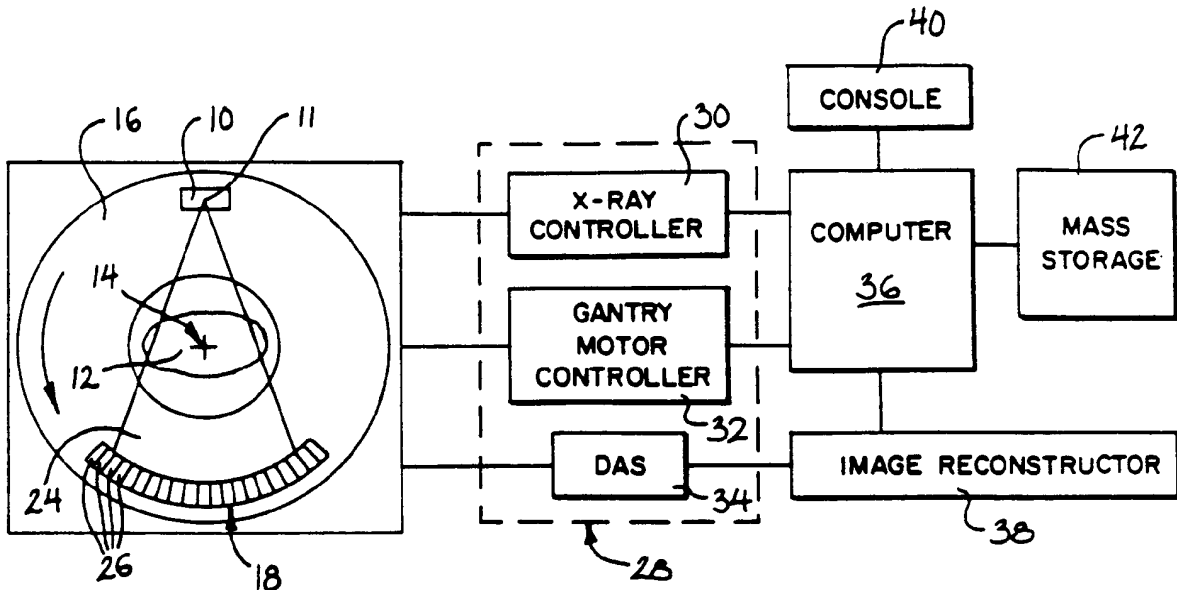 40
CONSOLE
16
10
11
30
42
X-RAY
CONTROLLER
COMPUTER
36
MASS
STORAGE
14
12
GANTRY
MOTOR
CONTROLLER
32
24
26
18
DAS
34
28
IMAGE RECONSTRUCTOR
38